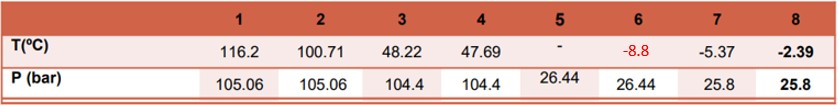 1 2 3 4 5 6 7 8
T(ºC) 116.2 100.71 48.22 47.69 - -8.8 -5.37 -2.39
P (bar) 105.06 105.06 104.4 104.4 26.44 26.44 25.8 25.8